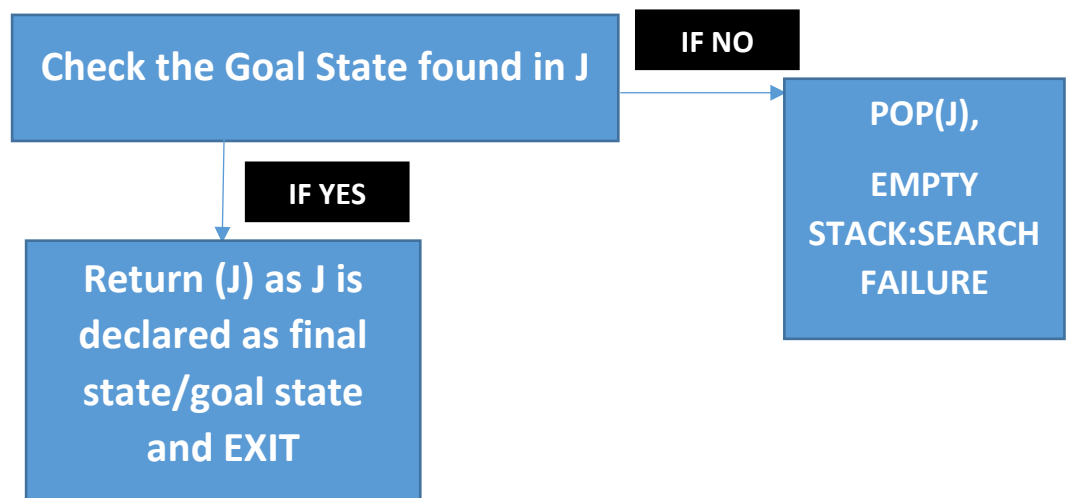 Check the Goal State found in J
IF NO
POP(J),
EMPTY
STACK:SEARCH
FAILURE
IF YES
Return (J) as J is
declared as final
state/goal state
and EXIT